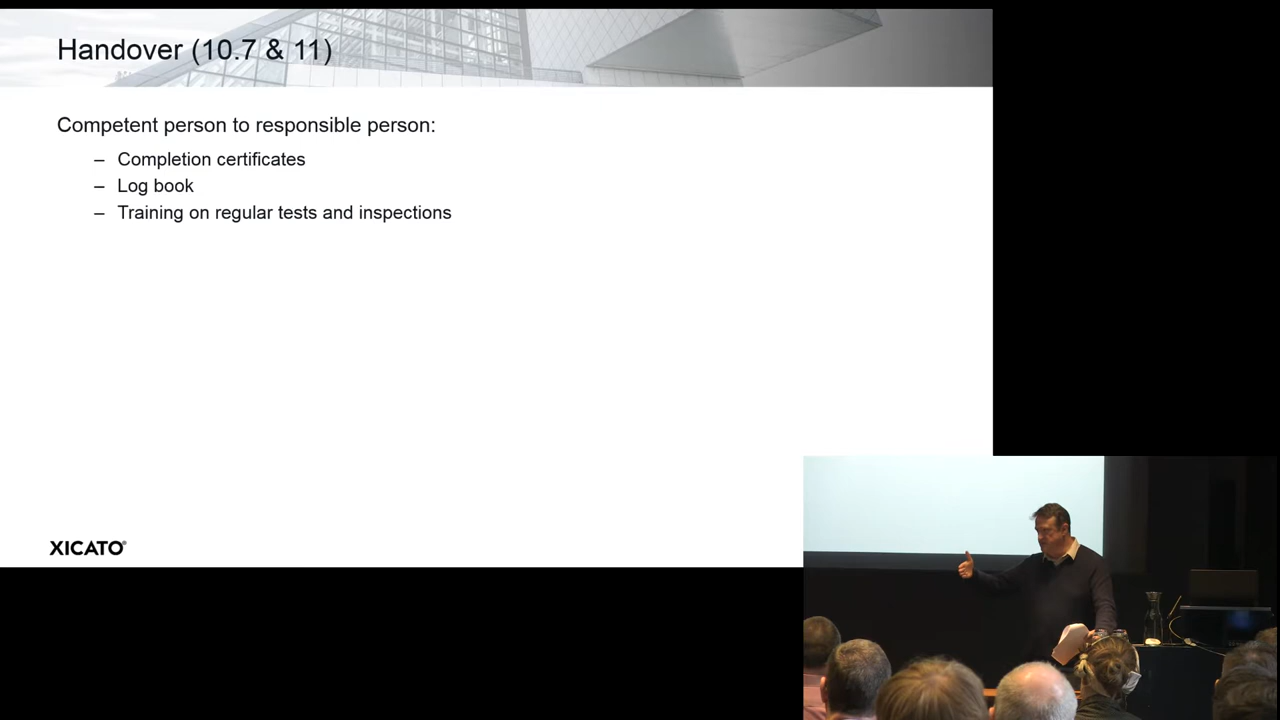 Handover (10.7 & 11)
Competent person to responsible person:
– Completion certificates
– Log book
– Training on regular tests and inspections
XICATO®